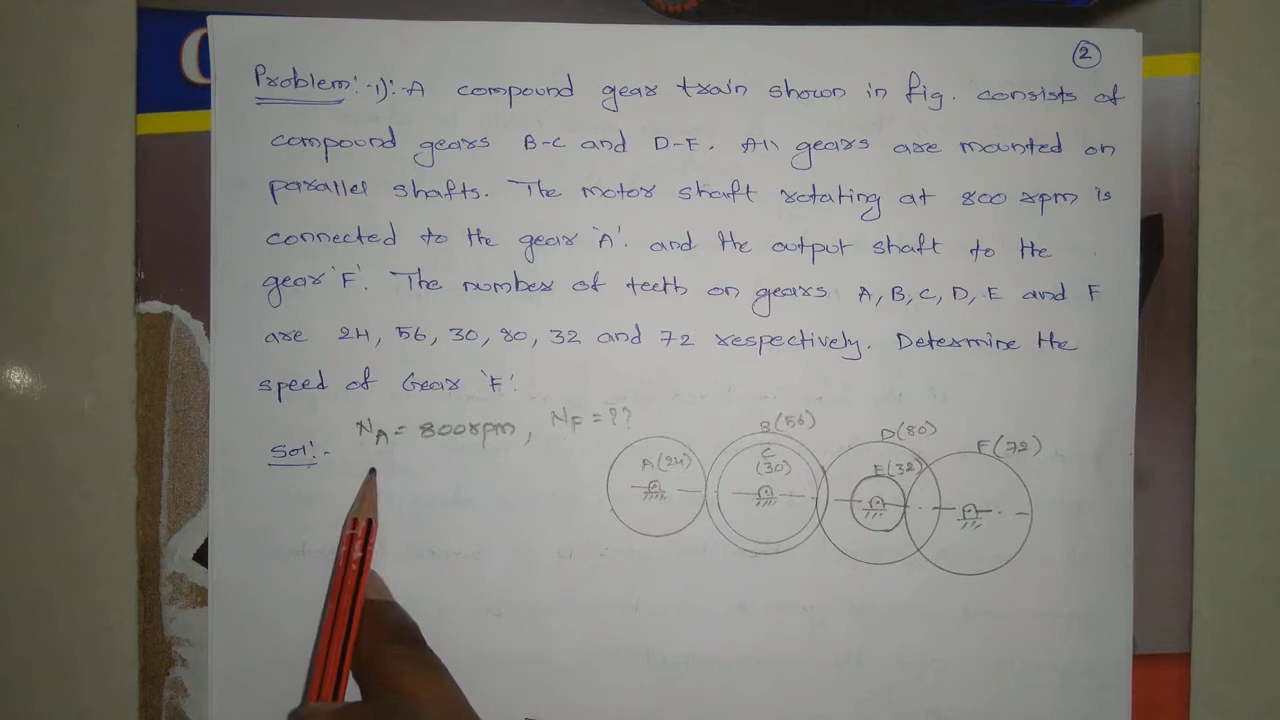 2
Problem:-1):- A compound gear train shown in fig. consists of
compound gears B-C and D-E. All gears are mounted on
parallel shafts. The motor shaft rotating at 800 rpm is
connected to the gear 'A'. and the output shaft to the
gear 'F'. The number of teeth on gears A, B, C, D, E and F
are 24, 56, 30, 80, 32 and 72 respectively. Determine the
speed of Gear 'F'.
Sol:- NA = 800rpm, NF = ??
A(24)
B(56)
C
(30)
D(80)
E(32)
F(72)